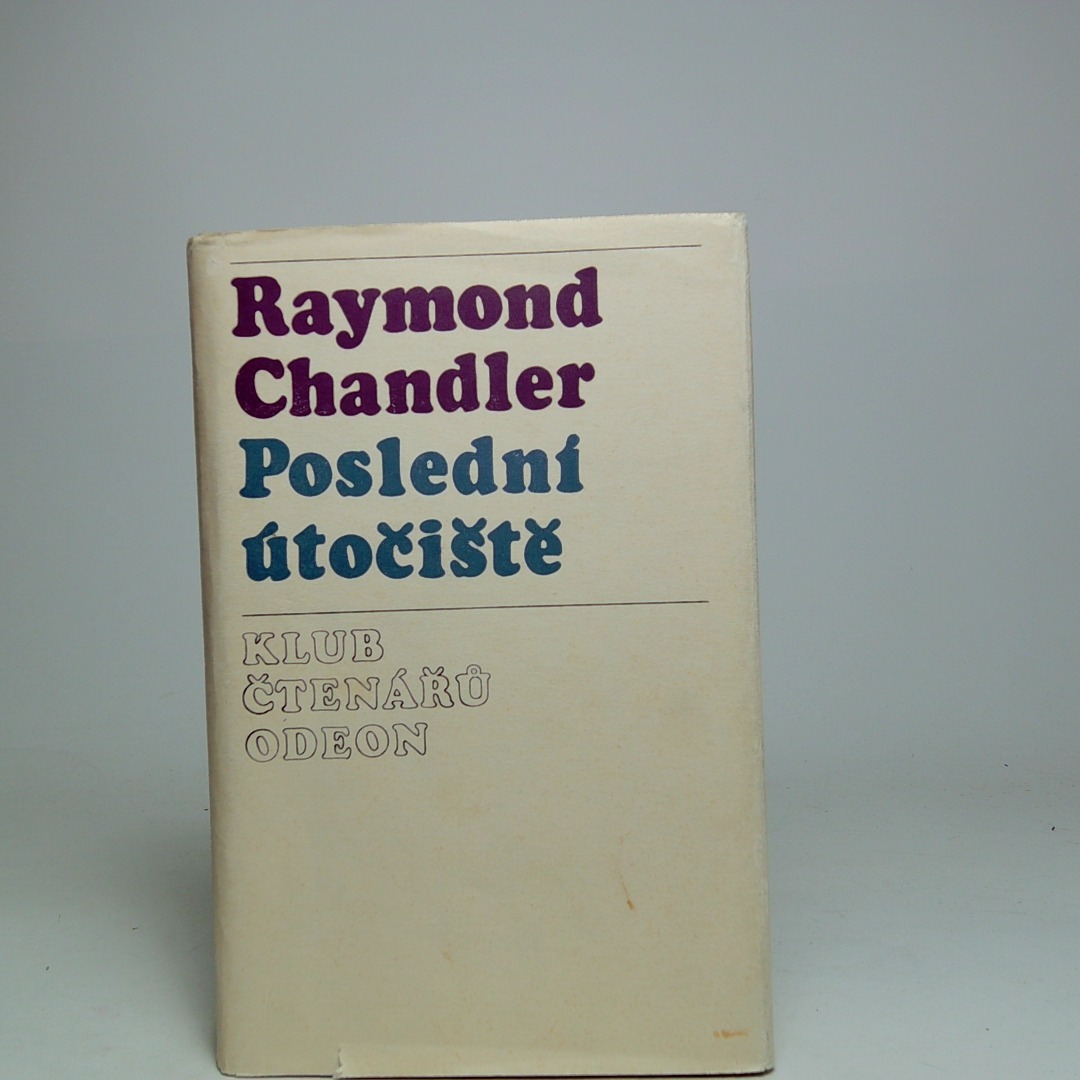 Raymond
Chandler
Poslední
útočiště
KLUB
ČTENÁŘŮ
ODEON